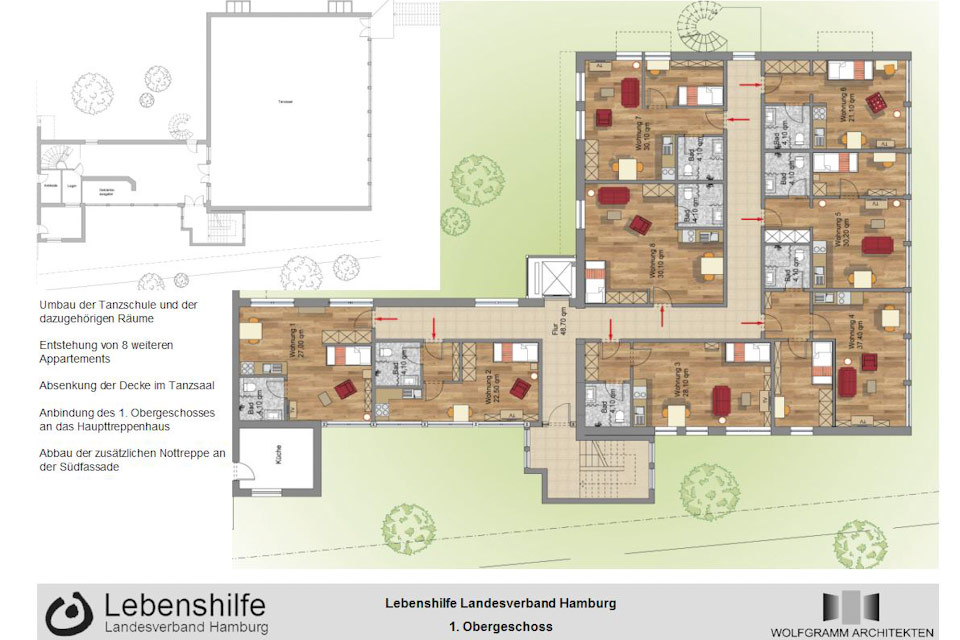 Tanzsaal
Umbau der Tanzschule und der
dazugehörigen Räume
Entstehung von 8 weiteren
Appartements
Absenkung der Decke im Tanzsaal
Anbindung des 1. Obergeschosses
an das Haupttreppenhaus
Abbau der zusätzlichen Nottreppe an
der Südfassade
Wohnung 7
30,10 qm
Bad
4,10 qm
Wohnung 6
21,10 qm
Bad
4,10 qm
Bad
4,10 qm
Wohnung 8
30,10 qm
Bad
4,10 qm
Wohnung 5
30,20 qm
Bad
4,10 qm
Wohnung 1
27,00 qm
Bad
4,10 qm
Bad
Wohnung 2
22,50 qm
Flur
48,70 qm
Wohnung 3
28,10 qm
Bad
4,10 qm
Wohnung 4
37,40 qm
Küche
TV
TV
TV
TV
Lebenshilfe
Landesverband Hamburg
Lebenshilfe Landesverband Hamburg
1. Obergeschoss
WOLFGRAMM ARCHITEKTEN